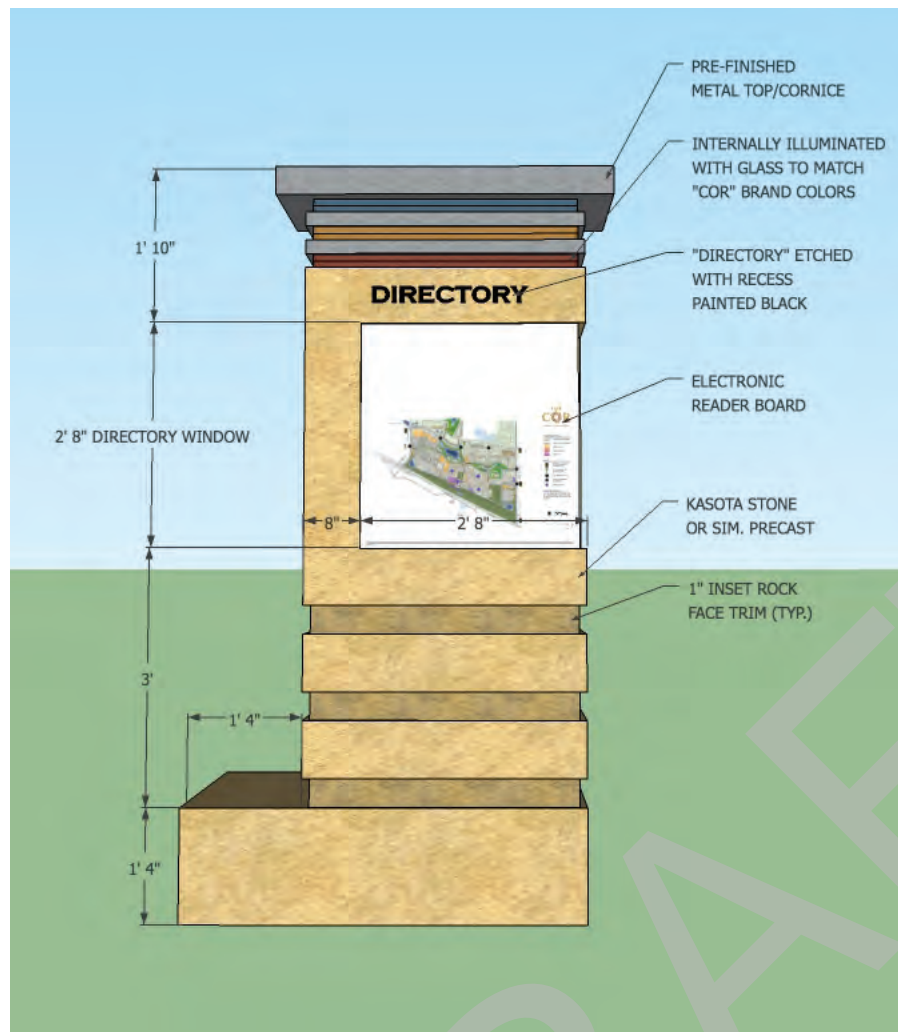 PRE-FINISHED
METAL TOP/CORNICE
INTERNALLY ILLUMINATED
WITH GLASS TO MATCH
"COR" BRAND COLORS
1' 10"
"DIRECTORY" ETCHED
WITH RECESS
PAINTED BLACK
DIRECTORY
ELECTRONIC
READER BOARD
COR
2' 8" DIRECTORY WINDOW
KASOTA STONE
OR SIM. PRECAST
8"
2' 8"
1" INSET ROCK
FACE TRIM (TYP.)
3'
1' 4"
1' 4"